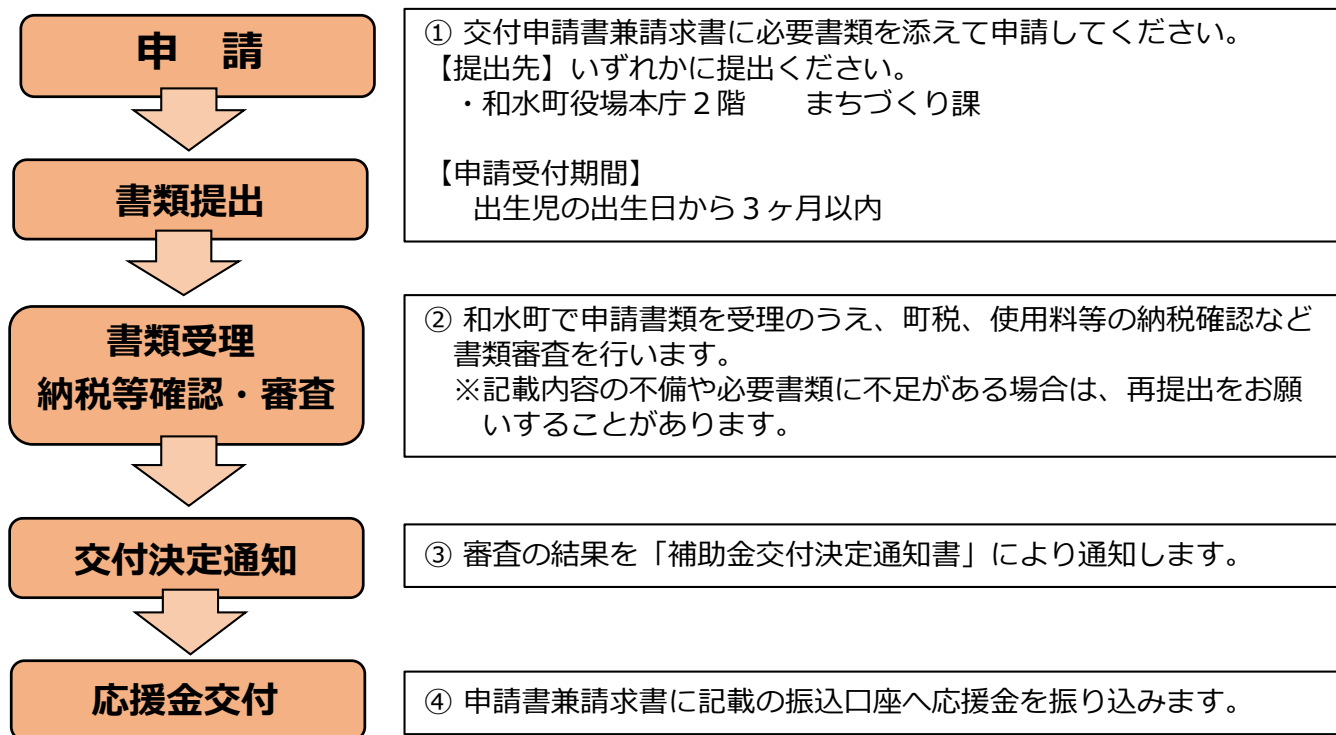 申　請
① 交付申請書兼請求書に必要書類を添えて申請してください。
【提出先】いずれかに提出ください。
・和水町役場本庁２階　　まちづくり課
【申請受付期間】
出生児の出生日から３ヶ月以内
書類提出
書類受理
納税等確認・審査
② 和水町で申請書類を受理のうえ、町税、使用料等の納税確認など
書類審査を行います。
※記載内容の不備や必要書類に不足がある場合は、再提出をお願
いすることがあります。
交付決定通知
③ 審査の結果を「補助金交付決定通知書」により通知します。
応援金交付
④ 申請書兼請求書に記載の振込口座へ応援金を振り込みます。